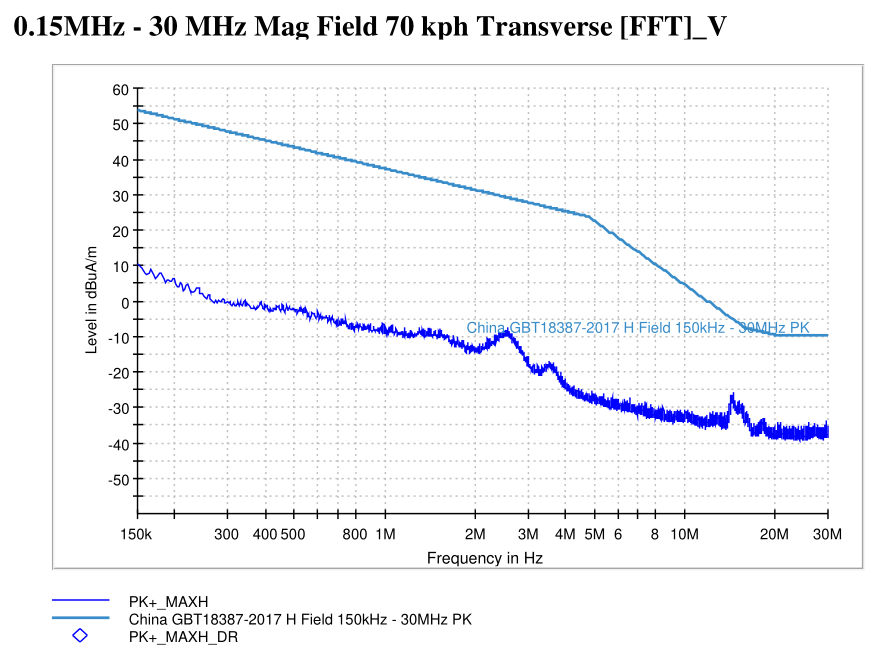 0.15MHz - 30 MHz Mag Field 70 kph Transverse [FFT]_V
60
50
40
30
20
10
0
-10
-20
-30
-40
-50
Level in dBuA/m
China GBT18387-2017 H Field 150kHz - 30MHz PK
150k 300 400 500 800 1M 2M 3M 4M 5M 6 8 10M 20M 30M
Frequency in Hz
PK+_MAXH
China GBT18387-2017 H Field 150kHz - 30MHz PK
PK+_MAXH_DR